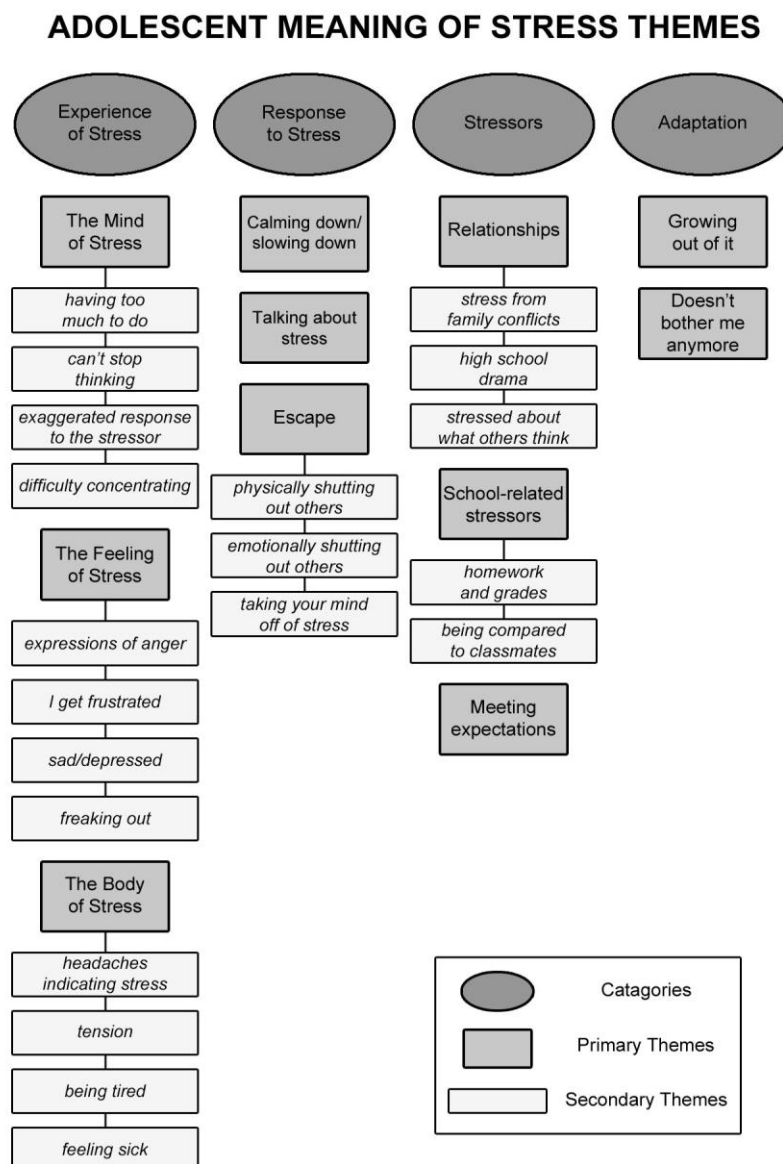 ADOLESCENT MEANING OF STRESS THEMES
Experience
of Stress
The Mind
of Stress
having too
much to do
can't stop
thinking
exaggerated response
to the stressor
difficulty concentrating
The Feeling
of Stress
expressions of anger
I get frustrated
sad/depressed
freaking out
The Body
of Stress
headaches
indicating stress
tension
being tired
feeling sick
Response
to Stress
Calming down/
slowing down
Talking about
stress
Escape
physically shutting
out others
emotionally shutting
out others
taking your mind
off of stress
Stressors
Relationships
stress from
family conflicts
high school
drama
stressed about
what others think
School-related
stressors
homework
and grades
being compared
to classmates
Meeting
expectations
Adaptation
Growing
out of it
Doesn't
bother me
anymore
Catagories
Primary Themes
Secondary Themes